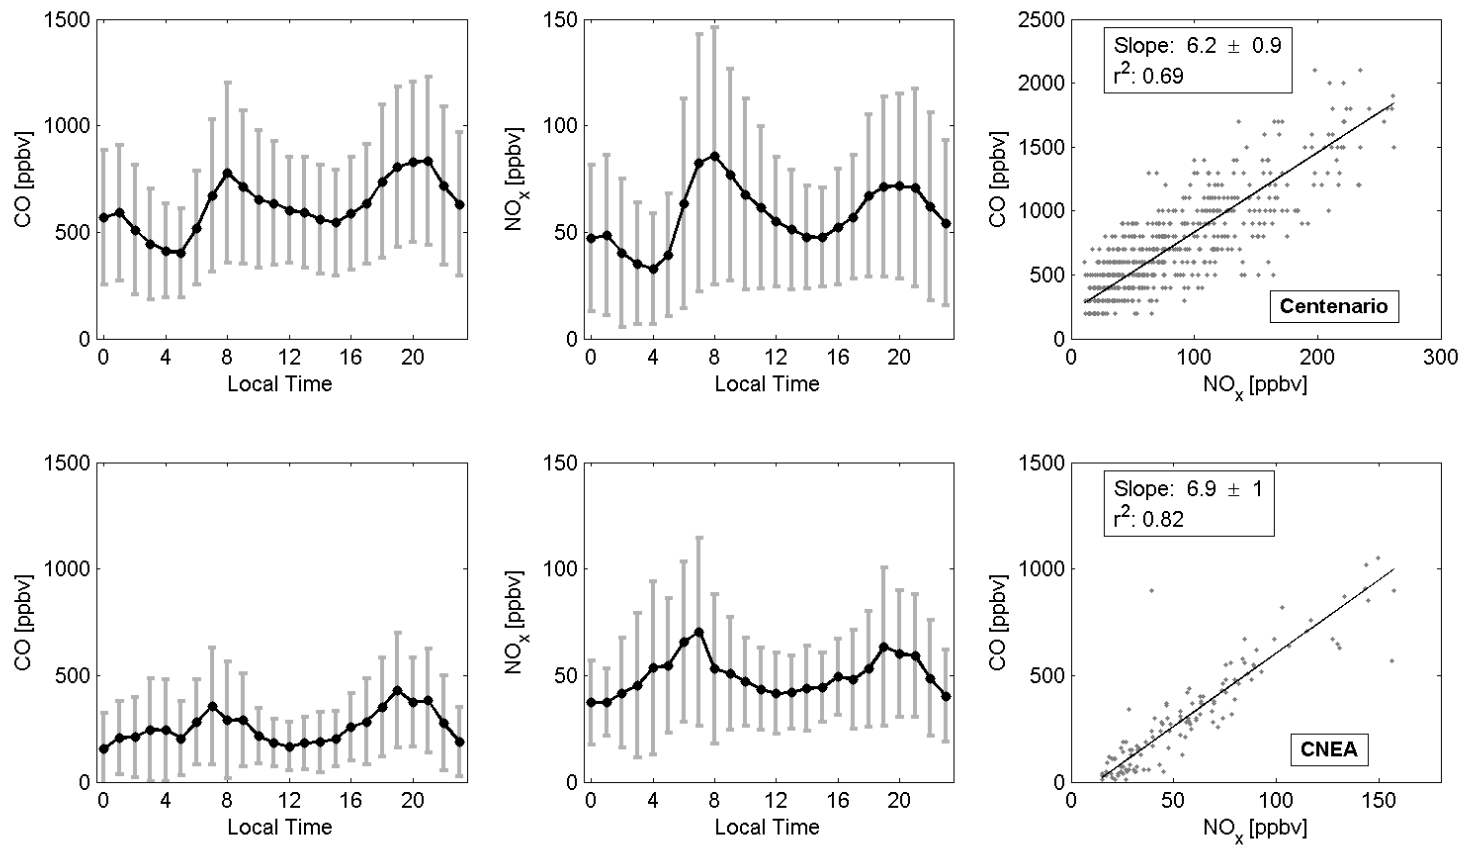 1500
1000
500
0
CO [ppbv]
0 4 8 12 16 20
Local Time
150
100
50
0
NOx [ppbv]
0 4 8 12 16 20
Local Time
2500
2000
1500
1000
500
0
CO [ppbv]
Slope: 6.2 ± 0.9
r²: 0.69
Centenario
0 100 200 300
NOx [ppbv]
1500
1000
500
0
CO [ppbv]
0 4 8 12 16 20
Local Time
150
100
50
0
NOx [ppbv]
0 4 8 12 16 20
Local Time
1500
1000
500
0
CO [ppbv]
Slope: 6.9 ± 1
r²: 0.82
CNEA
0 50 100 150
NOx [ppbv]